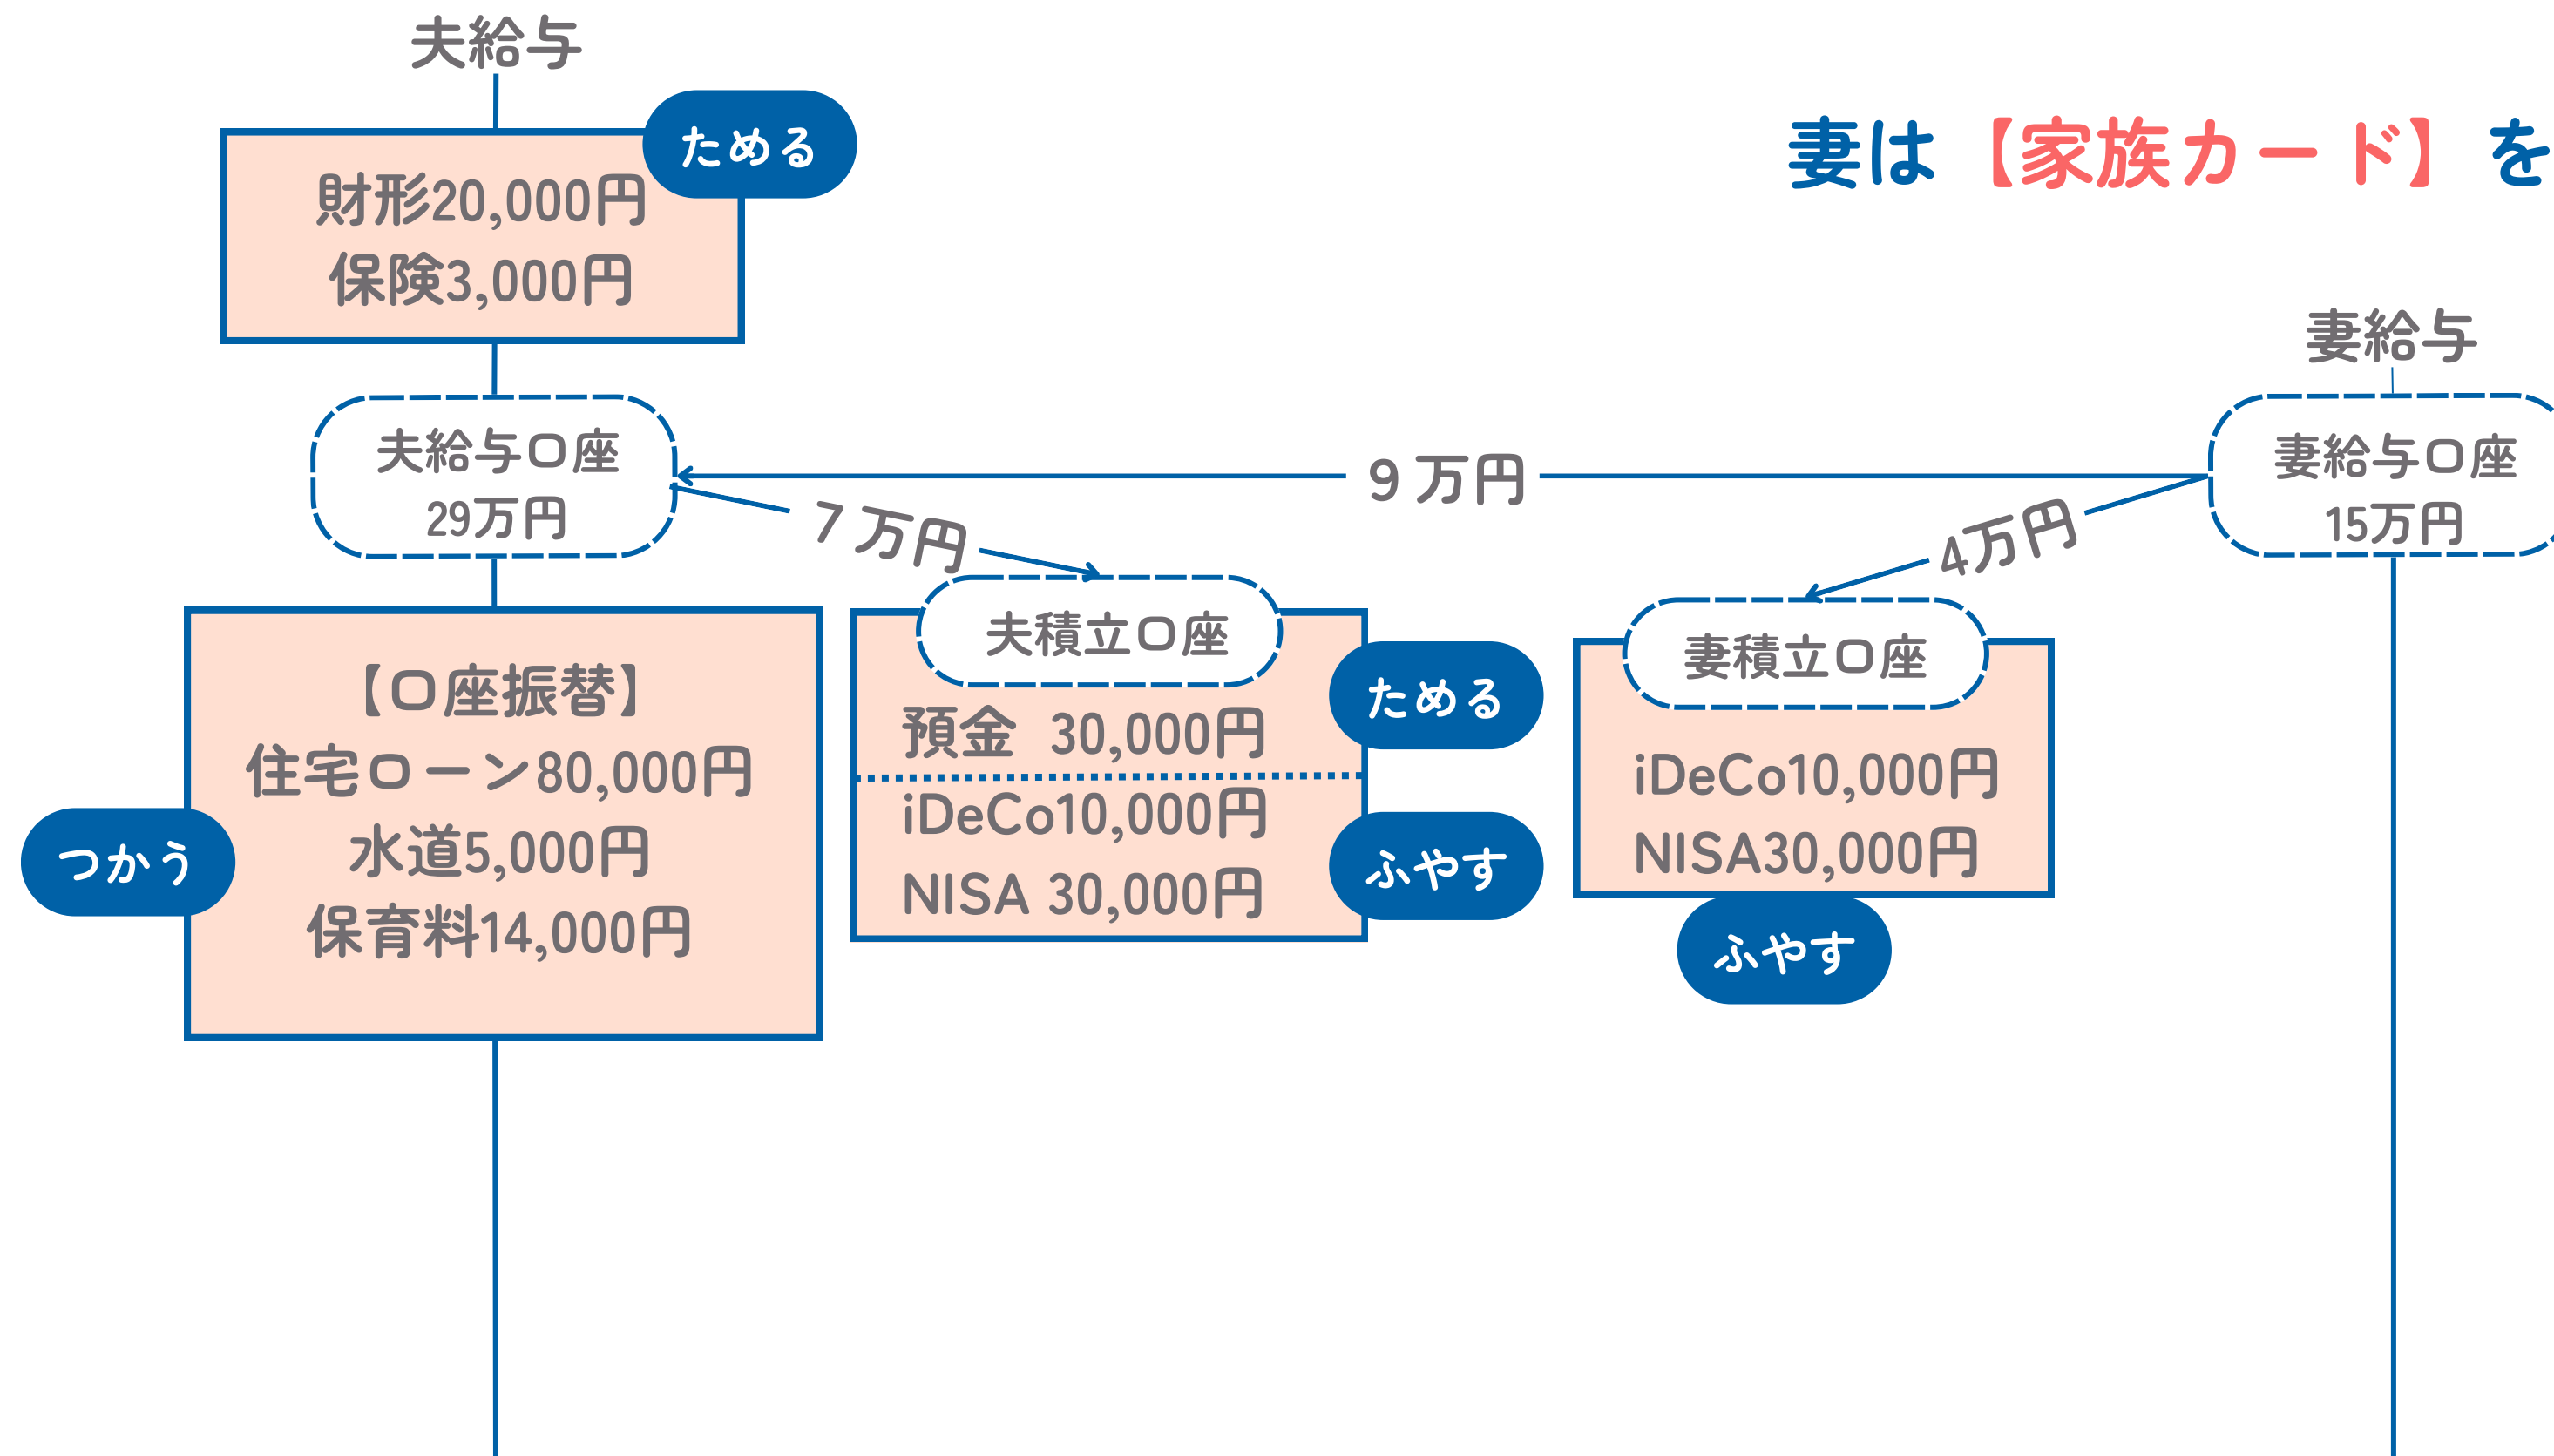 夫給与
ためる
財形20,000円
保険3,000円
妻は【家族カード】を
妻給与
夫給与口座
29万円
9万円
妻給与口座
15万円
7万円
4万円
【口座振替】
住宅ローン80,000円
水道5,000円
保育料14,000円
つかう
夫積立口座
預金 30,000円
ためる
iDeCo10,000円
NISA 30,000円
ふやす
妻積立口座
iDeCo10,000円
NISA30,000円
ふやす